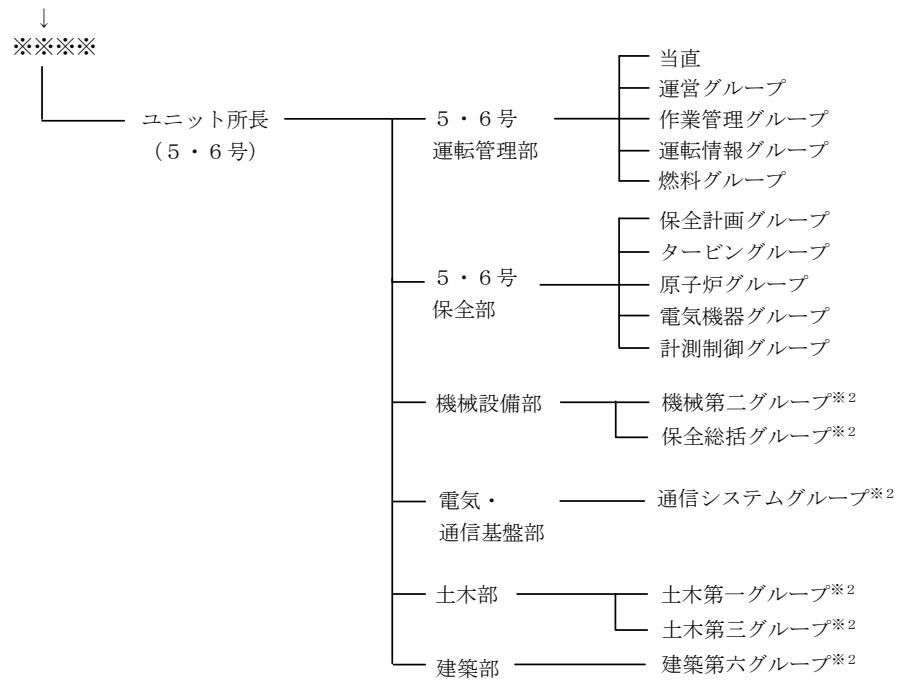 ↓
※※※※
ユニット所長
(5・6号)
5・6号
運転管理部
当直
運営グループ
作業管理グループ
運転情報グループ
燃料グループ
5・6号
保全部
保全計画グループ
タービングループ
原子炉グループ
電気機器グループ
計測制御グループ
機械設備部
機械第二グループ※2
保全総括グループ※2
電気・
通信基盤部
通信システムグループ※2
土木部
土木第一グループ※2
土木第三グループ※2
建築部
建築第六グループ※2